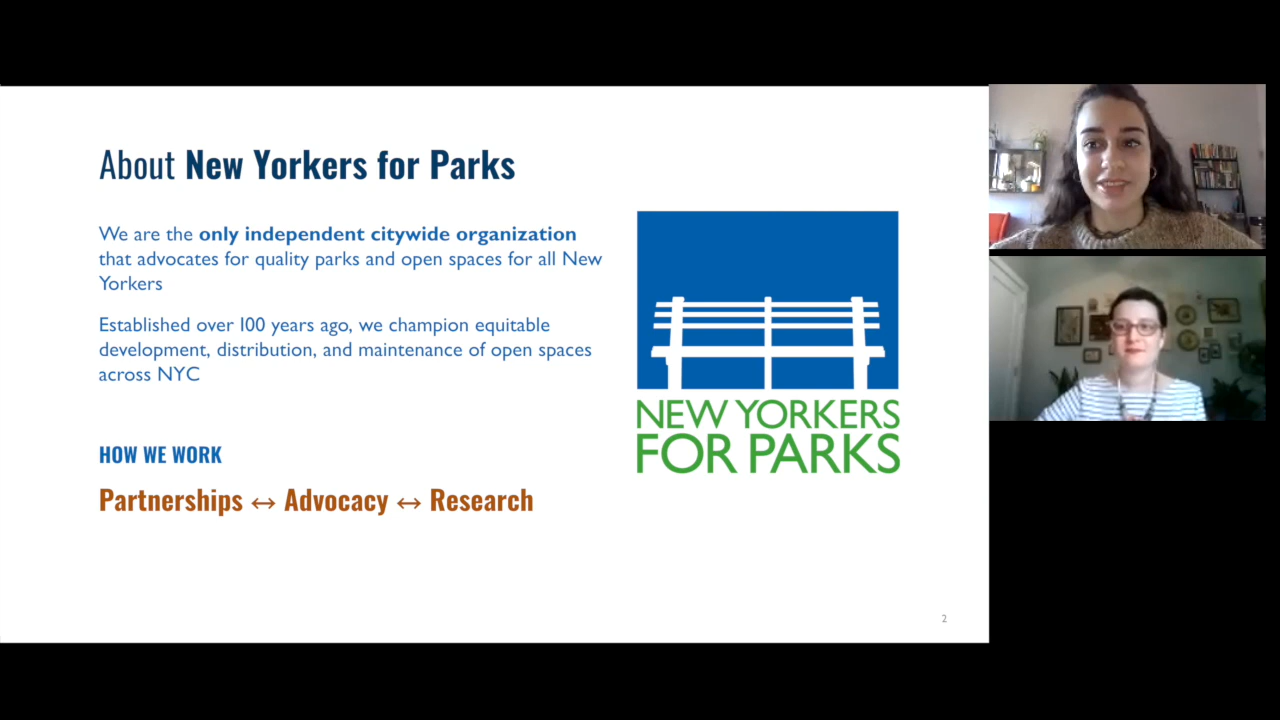 About New Yorkers for Parks
We are the only independent citywide organization
that advocates for quality parks and open spaces for all New
Yorkers
Established over 100 years ago, we champion equitable
development, distribution, and maintenance of open spaces
across NYC
HOW WE WORK
Partnerships ↔ Advocacy ↔ Research
NEW YORKERS
FOR PARKS
2